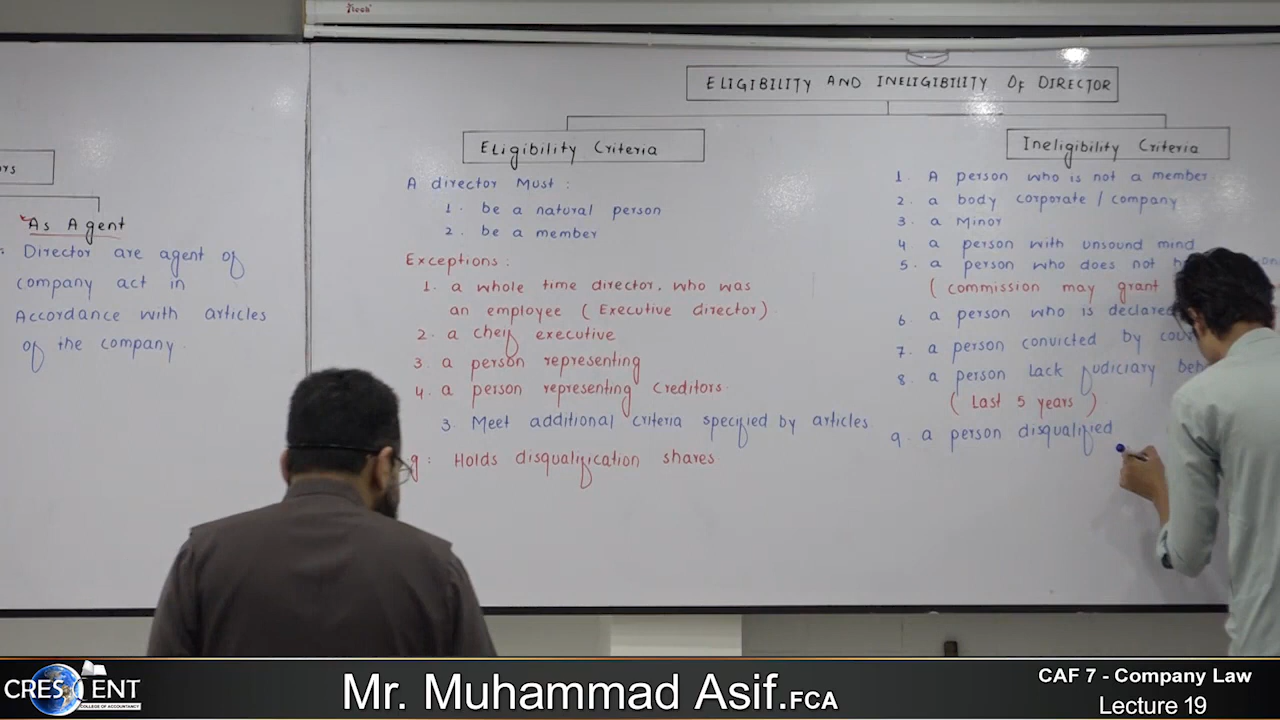 ELIGIBILITY AND INELIGIBILITY OF DIRECTOR
ors
As Agent
Director are agent of
company act in
Accordance with articles
of the company.
Eligibility Criteria
A director Must :
1. be a natural person
2. be a member
Exceptions :
1. a whole time director, who was
an employee ( Executive director )
2. a cheif executive
3. a person representing
4. a person representing creditors.
3. Meet additional criteria specified by articles
g : Holds disqualification shares
Ineligibility Criteria
1. A person who is not a member
2. a body corporate / company
3. a Minor
4 a person with unsound mind
5. a person who does not
( commission may grant
6. a person who is declared
7. a person convicted by
8. a person lack judiciary
( Last 5 years )
9. a person disqualified
CRESCENT
COLLEGE OF ACCOUNTANCY
Mr. Muhammad Asif.FCA
CAF 7 - Company Law
Lecture 19